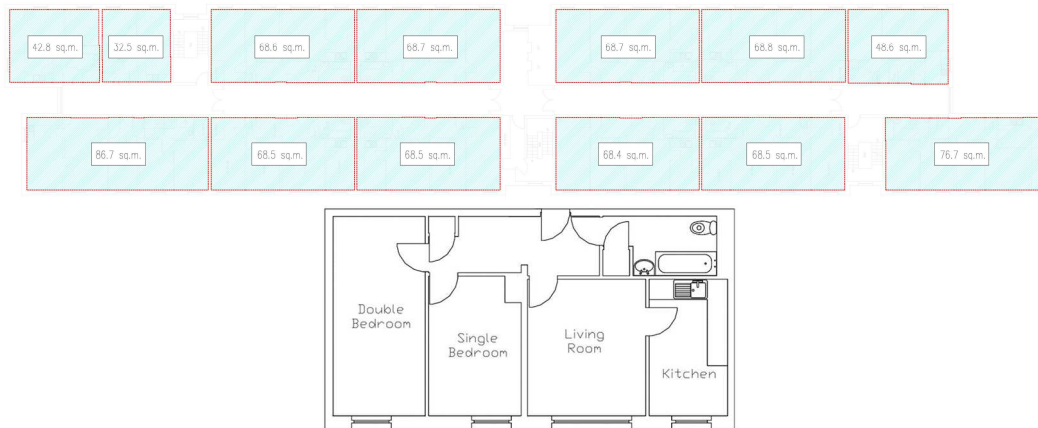 42.8 sq.m.
32.5 sq.m.
68.6 sq.m.
68.7 sq.m.
68.7 sq.m.
68.8 sq.m.
48.6 sq.m.
86.7 sq.m.
68.5 sq.m.
68.5 sq.m.
68.4 sq.m.
68.5 sq.m.
76.7 sq.m.
Double
Bedroom
Single
Bedroom
Living
Room
Kitchen